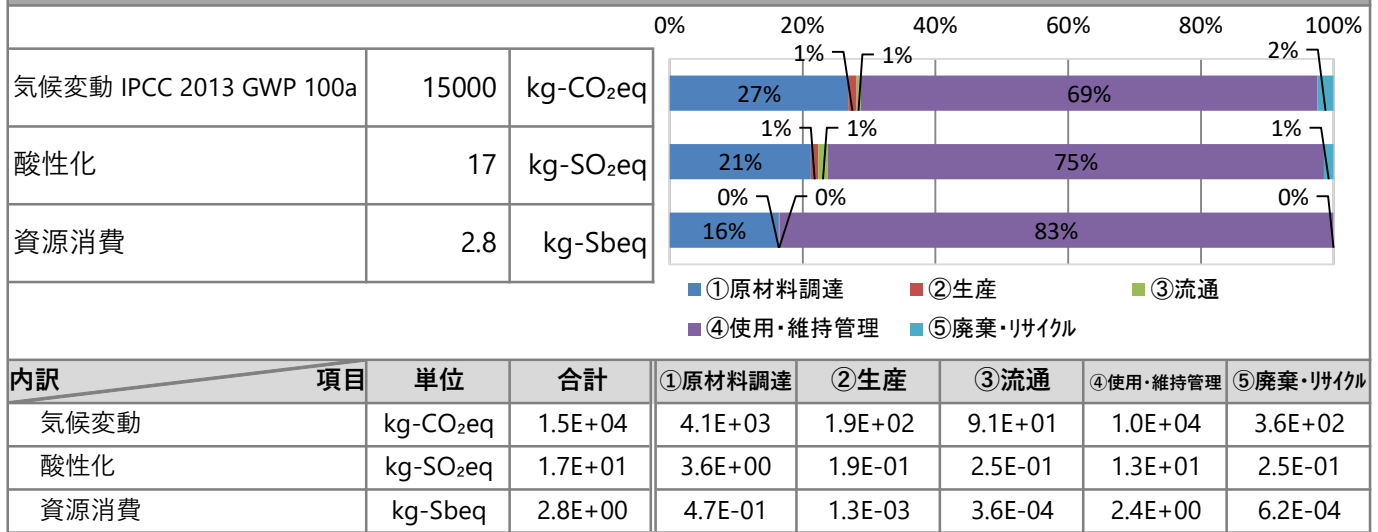 0% 20% 40% 60% 80% 100%
気候変動 IPCC 2013 GWP 100a 15000 kg-CO₂eq
1% 1% 2%
27% 69%
酸性化 17 kg-SO₂eq
1% 1% 1%
21% 75%
資源消費 2.8 kg-Sbeq
0% 0% 0%
16% 83%
①原材料調達 ②生産 ③流通
④使用・維持管理 ⑤廃棄・ﾘｻｲｸﾙ
内訳 項目 単位 合計 ①原材料調達 ②生産 ③流通 ④使用・維持管理 ⑤廃棄・ﾘｻｲｸﾙ
気候変動 kg-CO₂eq 1.5E+04 4.1E+03 1.9E+02 9.1E+01 1.0E+04 3.6E+02
酸性化 kg-SO₂eq 1.7E+01 3.6E+00 1.9E-01 2.5E-01 1.3E+01 2.5E-01
資源消費 kg-Sbeq 2.8E+00 4.7E-01 1.3E-03 3.6E-04 2.4E+00 6.2E-04